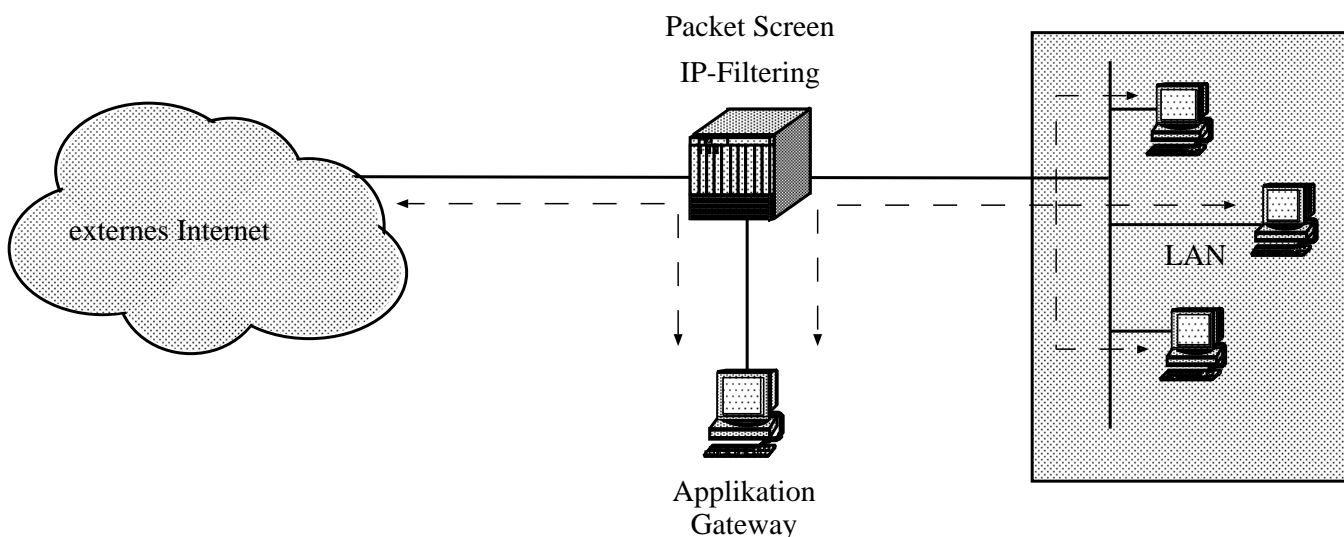 Packet Screen
IP-Filtering
externes Internet
LAN
Applikation
Gateway